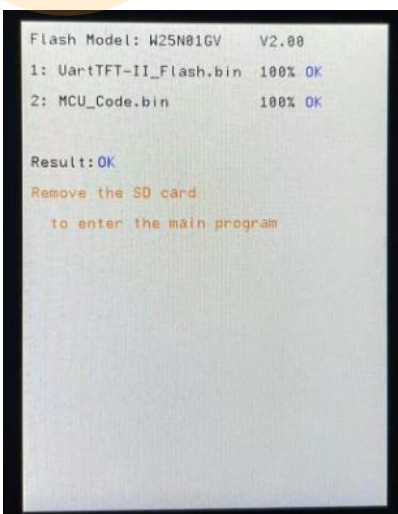 Flash Model: W25N01GV V2.00
1: UartTFT-II_Flash.bin 100% OK
2: MCU_Code.bin 100% OK
Result:OK
Remove the SD card
to enter the main program